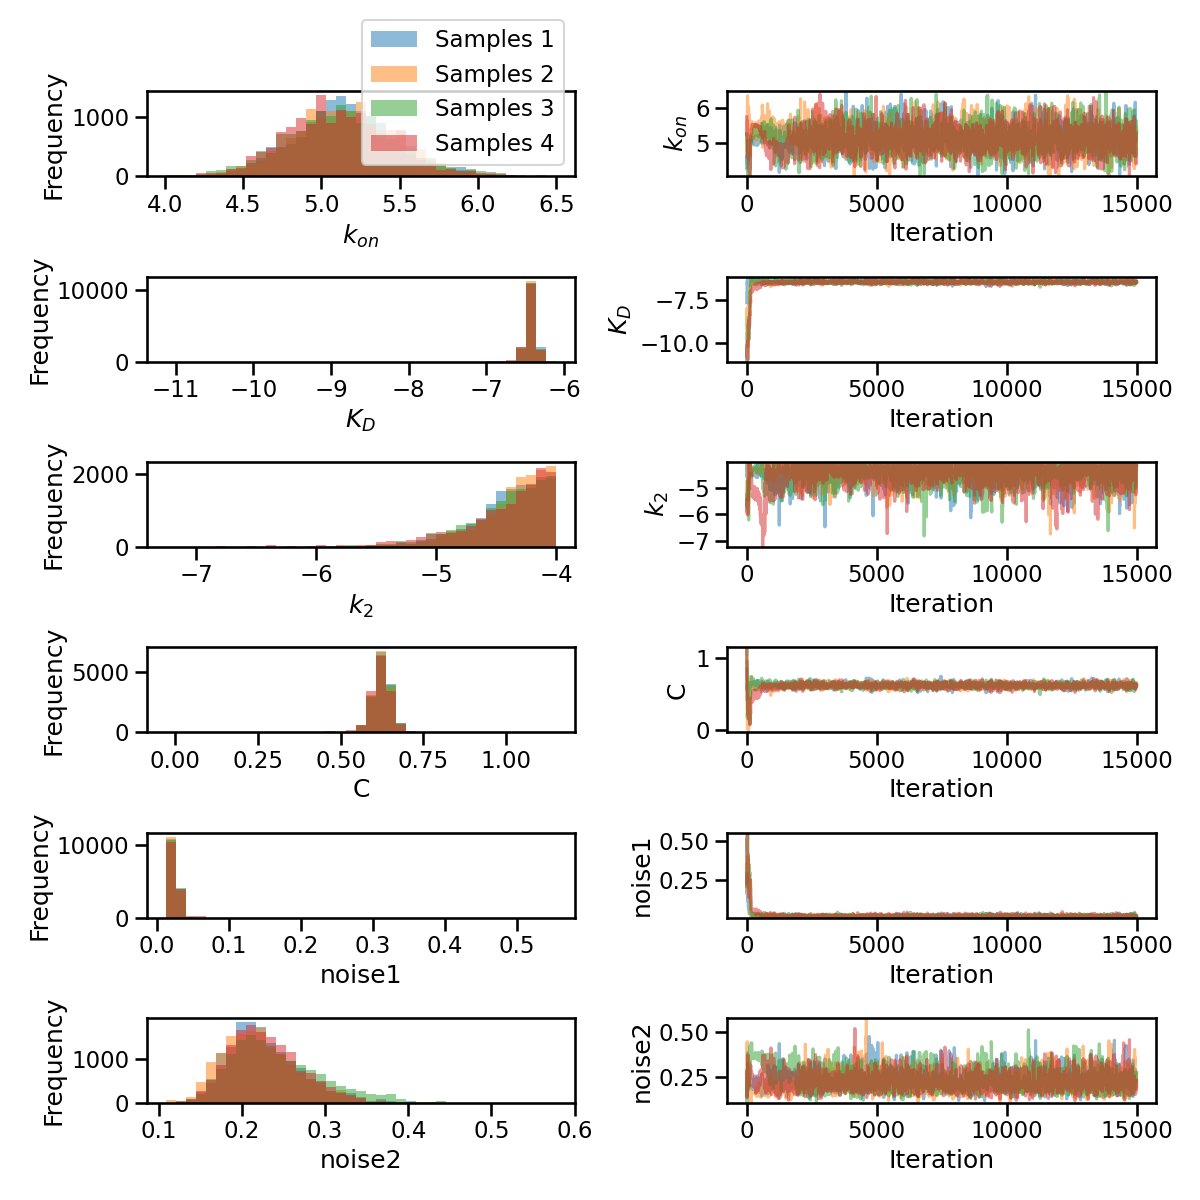 Samples 1
Samples 2
Samples 3
Samples 4
Frequency
1000
0
4.0 4.5 5.0 5.5 6.0 6.5
k_on
k_on
6
5
0 5000 10000 15000
Iteration
Frequency
10000
0
−11 −10 −9 −8 −7 −6
K_D
K_D
−7.5
−10.0
0 5000 10000 15000
Iteration
Frequency
2000
0
−7 −6 −5 −4
k_2
k_2
−5
−6
−7
0 5000 10000 15000
Iteration
Frequency
5000
0
0.00 0.25 0.50 0.75 1.00
C
C
1
0
0 5000 10000 15000
Iteration
Frequency
10000
0
0.0 0.1 0.2 0.3 0.4 0.5
noise1
noise1
0.50
0.25
0 5000 10000 15000
Iteration
Frequency
1000
0
0.1 0.2 0.3 0.4 0.5 0.6
noise2
noise2
0.50
0.25
0 5000 10000 15000
Iteration